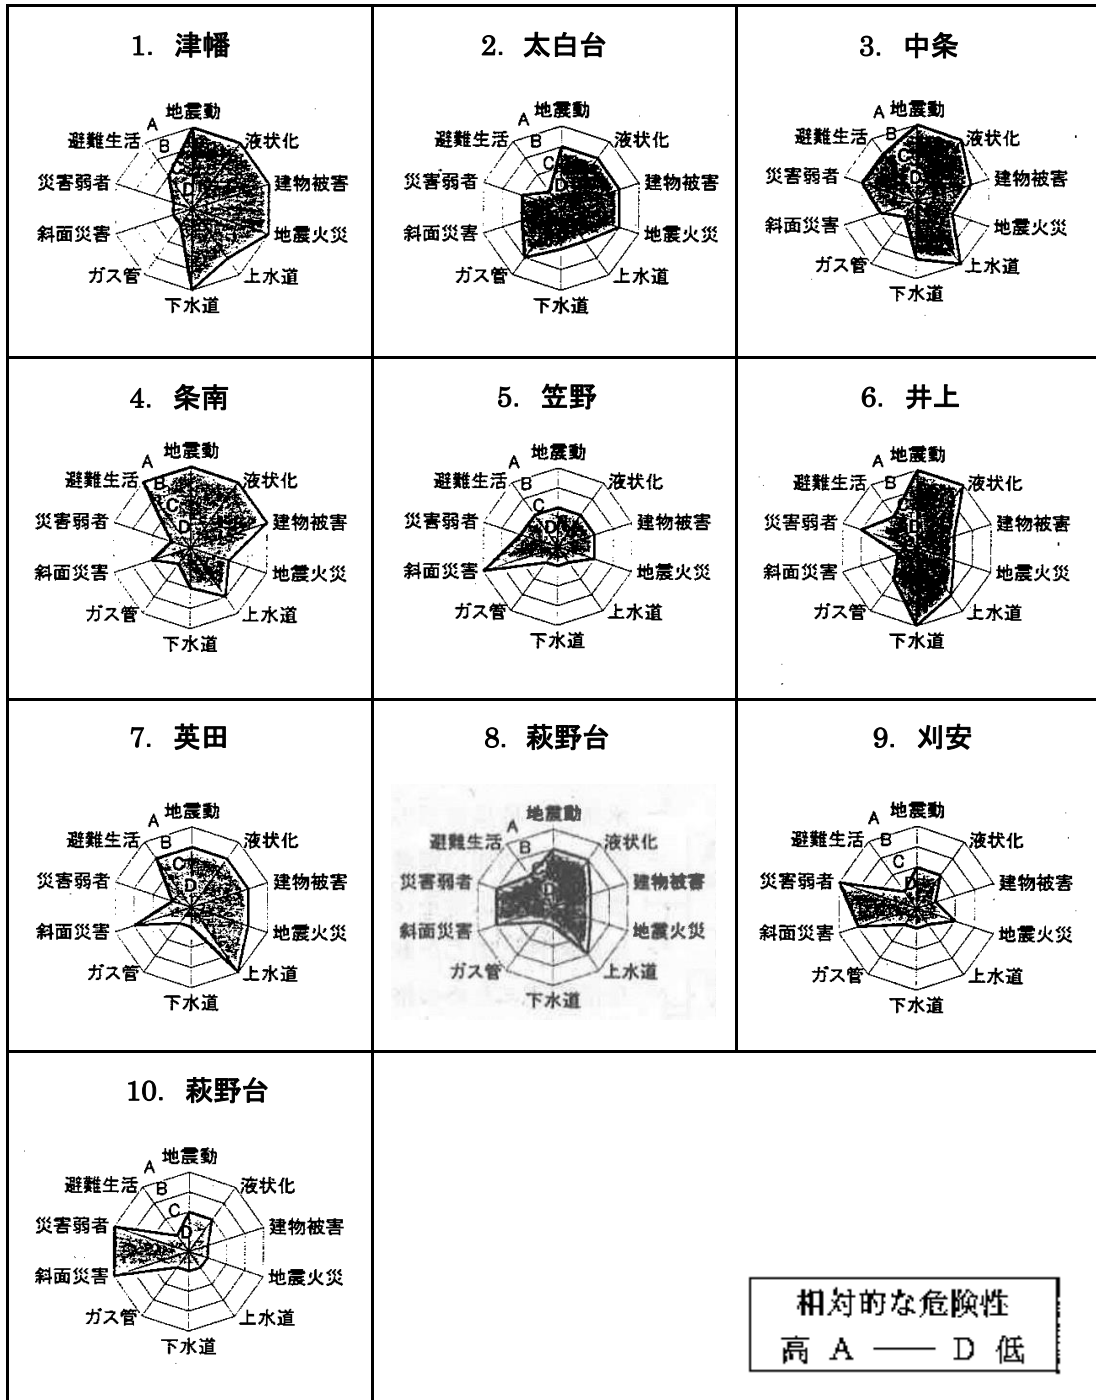 1. 津幡
地震動
液状化
建物被害
地震火災
上水道
下水道
ガス管
斜面災害
災害弱者
避難生活
A
B
C
D
2. 太白台
地震動
液状化
建物被害
地震火災
上水道
下水道
ガス管
斜面災害
災害弱者
避難生活
A
B
C
D
3. 中条
地震動
液状化
建物被害
地震火災
上水道
下水道
ガス管
斜面災害
災害弱者
避難生活
A
B
C
D
4. 条南
地震動
液状化
建物被害
地震火災
上水道
下水道
ガス管
斜面災害
災害弱者
避難生活
A
B
C
D
5. 笠野
地震動
液状化
建物被害
地震火災
上水道
下水道
ガス管
斜面災害
災害弱者
避難生活
A
B
C
D
6. 井上
地震動
液状化
建物被害
地震火災
上水道
下水道
ガス管
斜面災害
災害弱者
避難生活
A
B
C
D
7. 英田
地震動
液状化
建物被害
地震火災
上水道
下水道
ガス管
斜面災害
災害弱者
避難生活
A
B
C
D
8. 萩野台
地震動
液状化
建物被害
地震火災
上水道
下水道
ガス管
斜面災害
災害弱者
避難生活
A
B
C
D
9. 刈安
地震動
液状化
建物被害
地震火災
上水道
下水道
ガス管
斜面災害
災害弱者
避難生活
A
B
C
D
10. 萩野台
地震動
液状化
建物被害
地震火災
上水道
下水道
ガス管
斜面災害
災害弱者
避難生活
A
B
C
D
相対的な危険性
高 A ── D 低